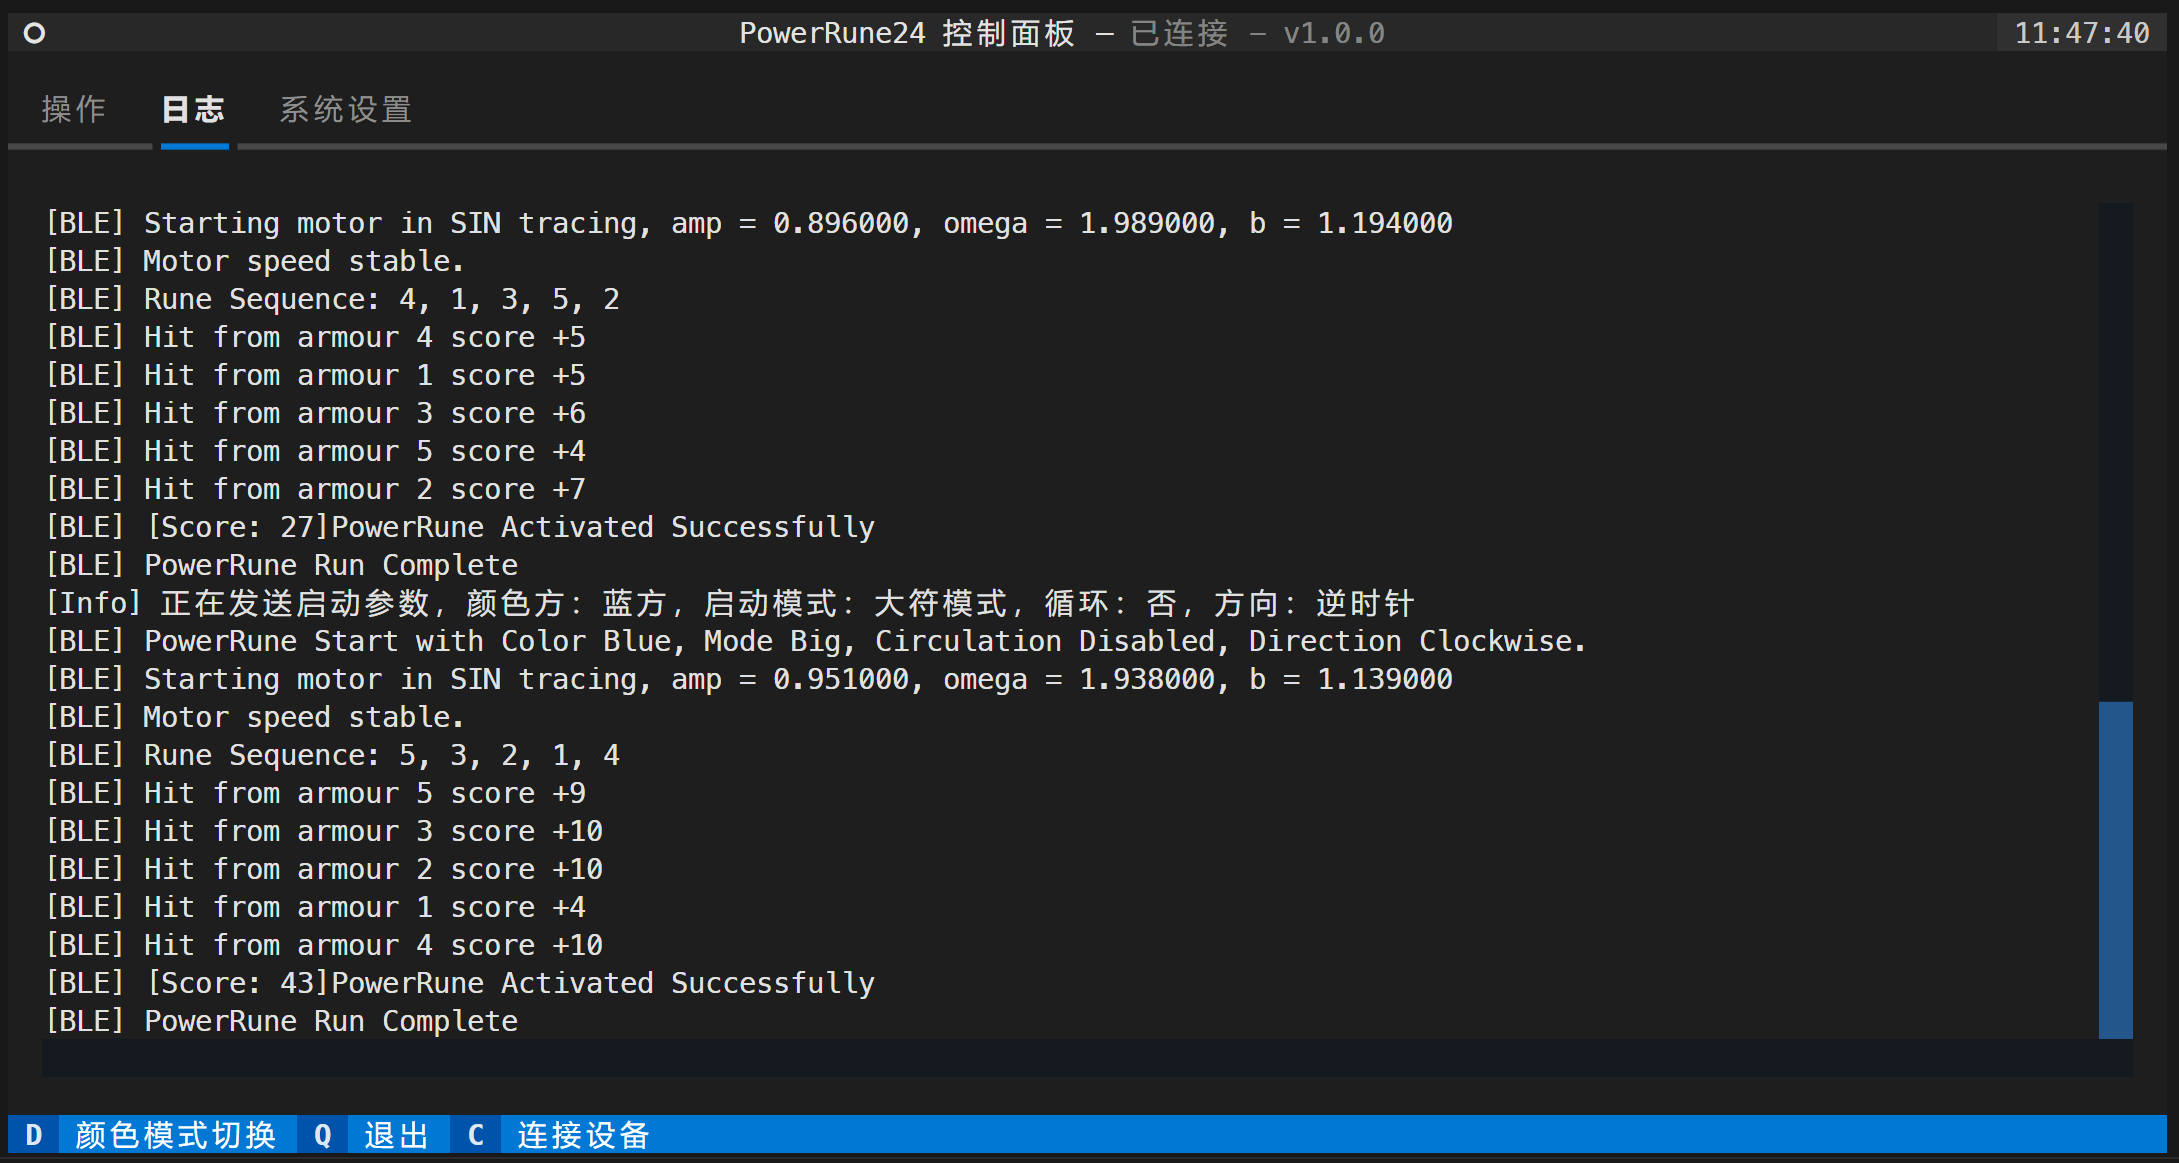 PowerRune24 控制面板 — 已连接 — v1.0.0 11:47:40
操作 日志 系统设置
[BLE] Starting motor in SIN tracing, amp = 0.896000, omega = 1.989000, b = 1.194000
[BLE] Motor speed stable.
[BLE] Rune Sequence: 4, 1, 3, 5, 2
[BLE] Hit from armour 4 score +5
[BLE] Hit from armour 1 score +5
[BLE] Hit from armour 3 score +6
[BLE] Hit from armour 5 score +4
[BLE] Hit from armour 2 score +7
[BLE] [Score: 27]PowerRune Activated Successfully
[BLE] PowerRune Run Complete
[Info] 正在发送启动参数，颜色方：蓝方，启动模式：大符模式，循环：否，方向：逆时针
[BLE] PowerRune Start with Color Blue, Mode Big, Circulation Disabled, Direction Clockwise.
[BLE] Starting motor in SIN tracing, amp = 0.951000, omega = 1.938000, b = 1.139000
[BLE] Motor speed stable.
[BLE] Rune Sequence: 5, 3, 2, 1, 4
[BLE] Hit from armour 5 score +9
[BLE] Hit from armour 3 score +10
[BLE] Hit from armour 2 score +10
[BLE] Hit from armour 1 score +4
[BLE] Hit from armour 4 score +10
[BLE] [Score: 43]PowerRune Activated Successfully
[BLE] PowerRune Run Complete
D 颜色模式切换 Q 退出 C 连接设备